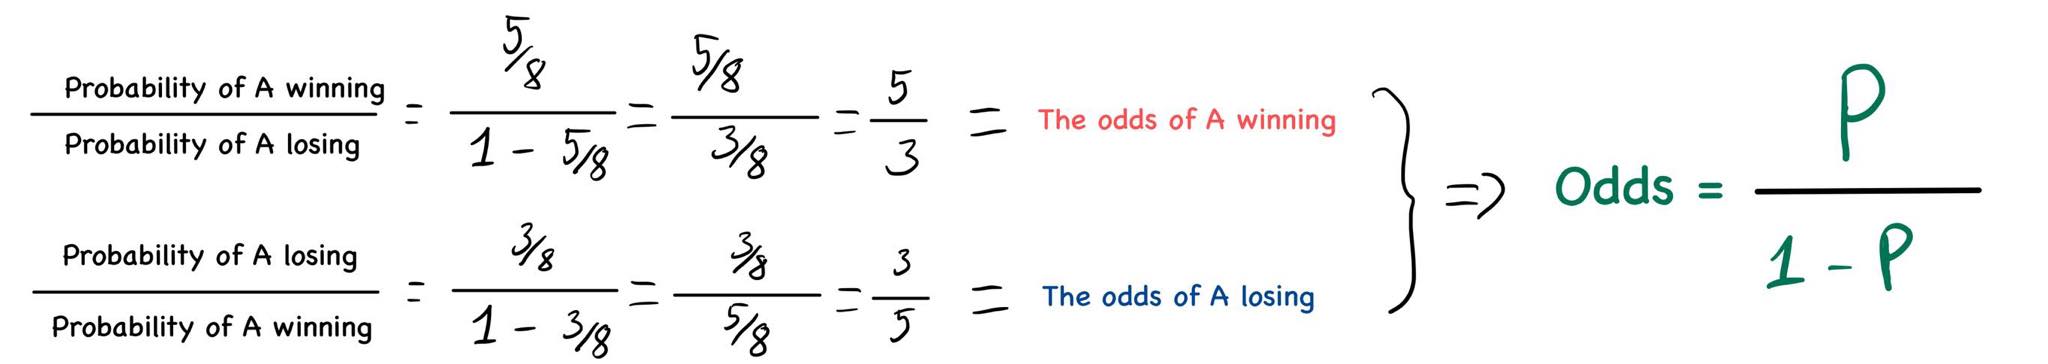 Probability of A winning / Probability of A losing = 5/8 / 1 - 5/8 = 5/8 / 3/8 = 5/3 = The odds of A winning
Probability of A losing / Probability of A winning = 3/8 / 1 - 3/8 = 3/8 / 5/8 = 3/5 = The odds of A losing
} => Odds = P / 1 - P